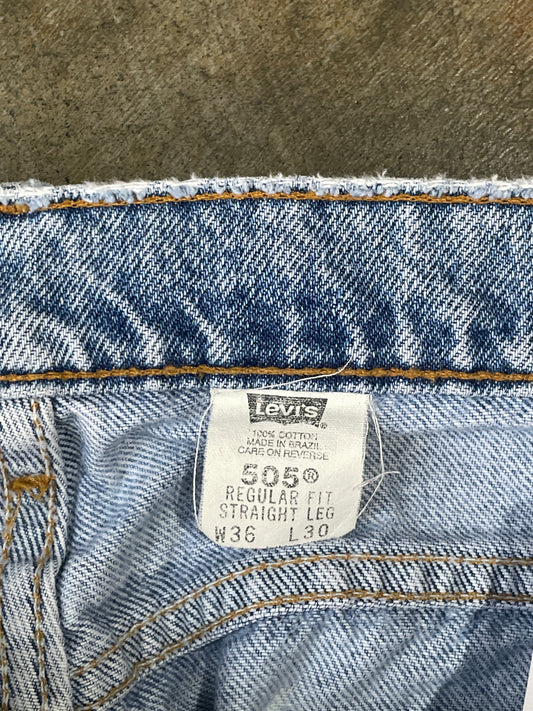 Levi's®
100% COTTON
MADE IN BRAZIL
CARE ON REVERSE
505®
REGULAR FIT
STRAIGHT LEG
W36 L30